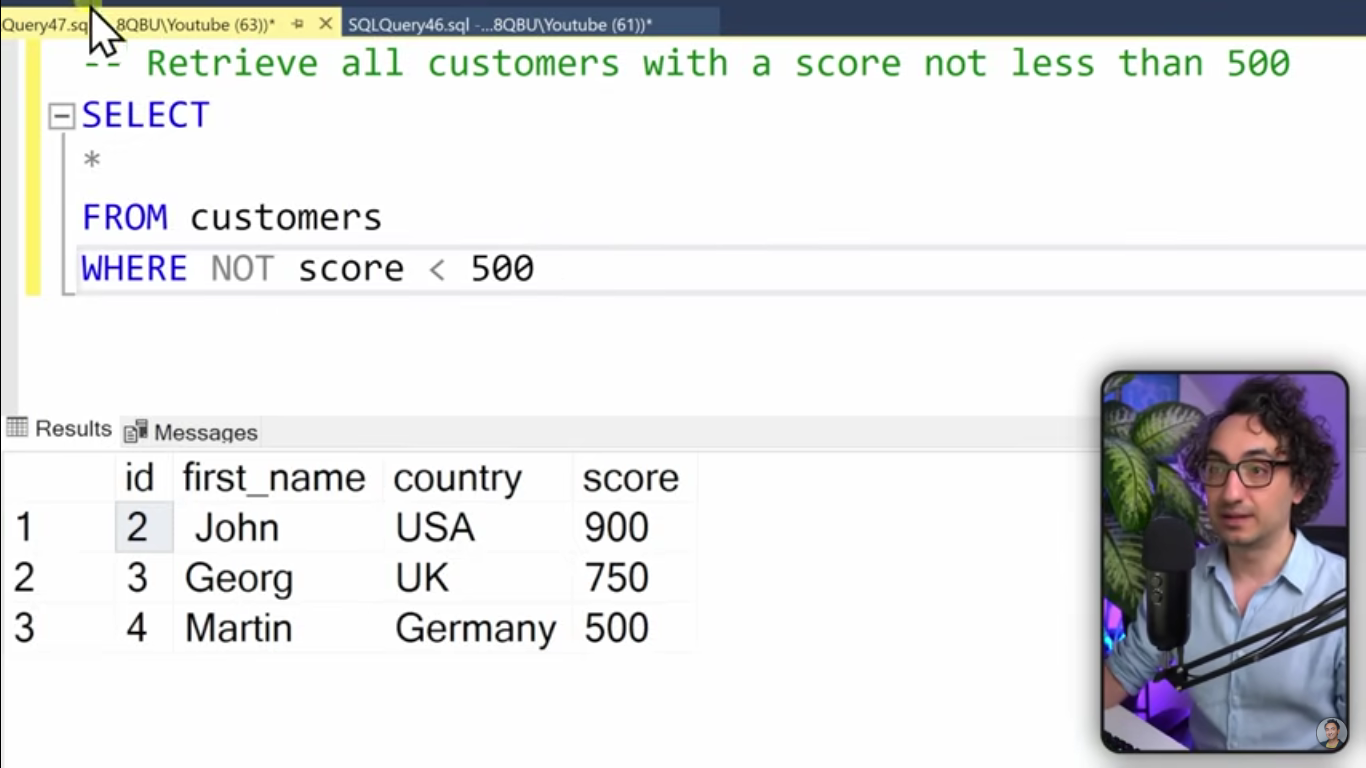 Query47.sq 8QBU\Youtube (63))* SQLQuery46.sql -...8QBU\Youtube (61))*
-- Retrieve all customers with a score not less than 500
SELECT
*
FROM customers
WHERE NOT score < 500
Results Messages
id first_name country score
1 2 John USA 900
2 3 Georg UK 750
3 4 Martin Germany 500